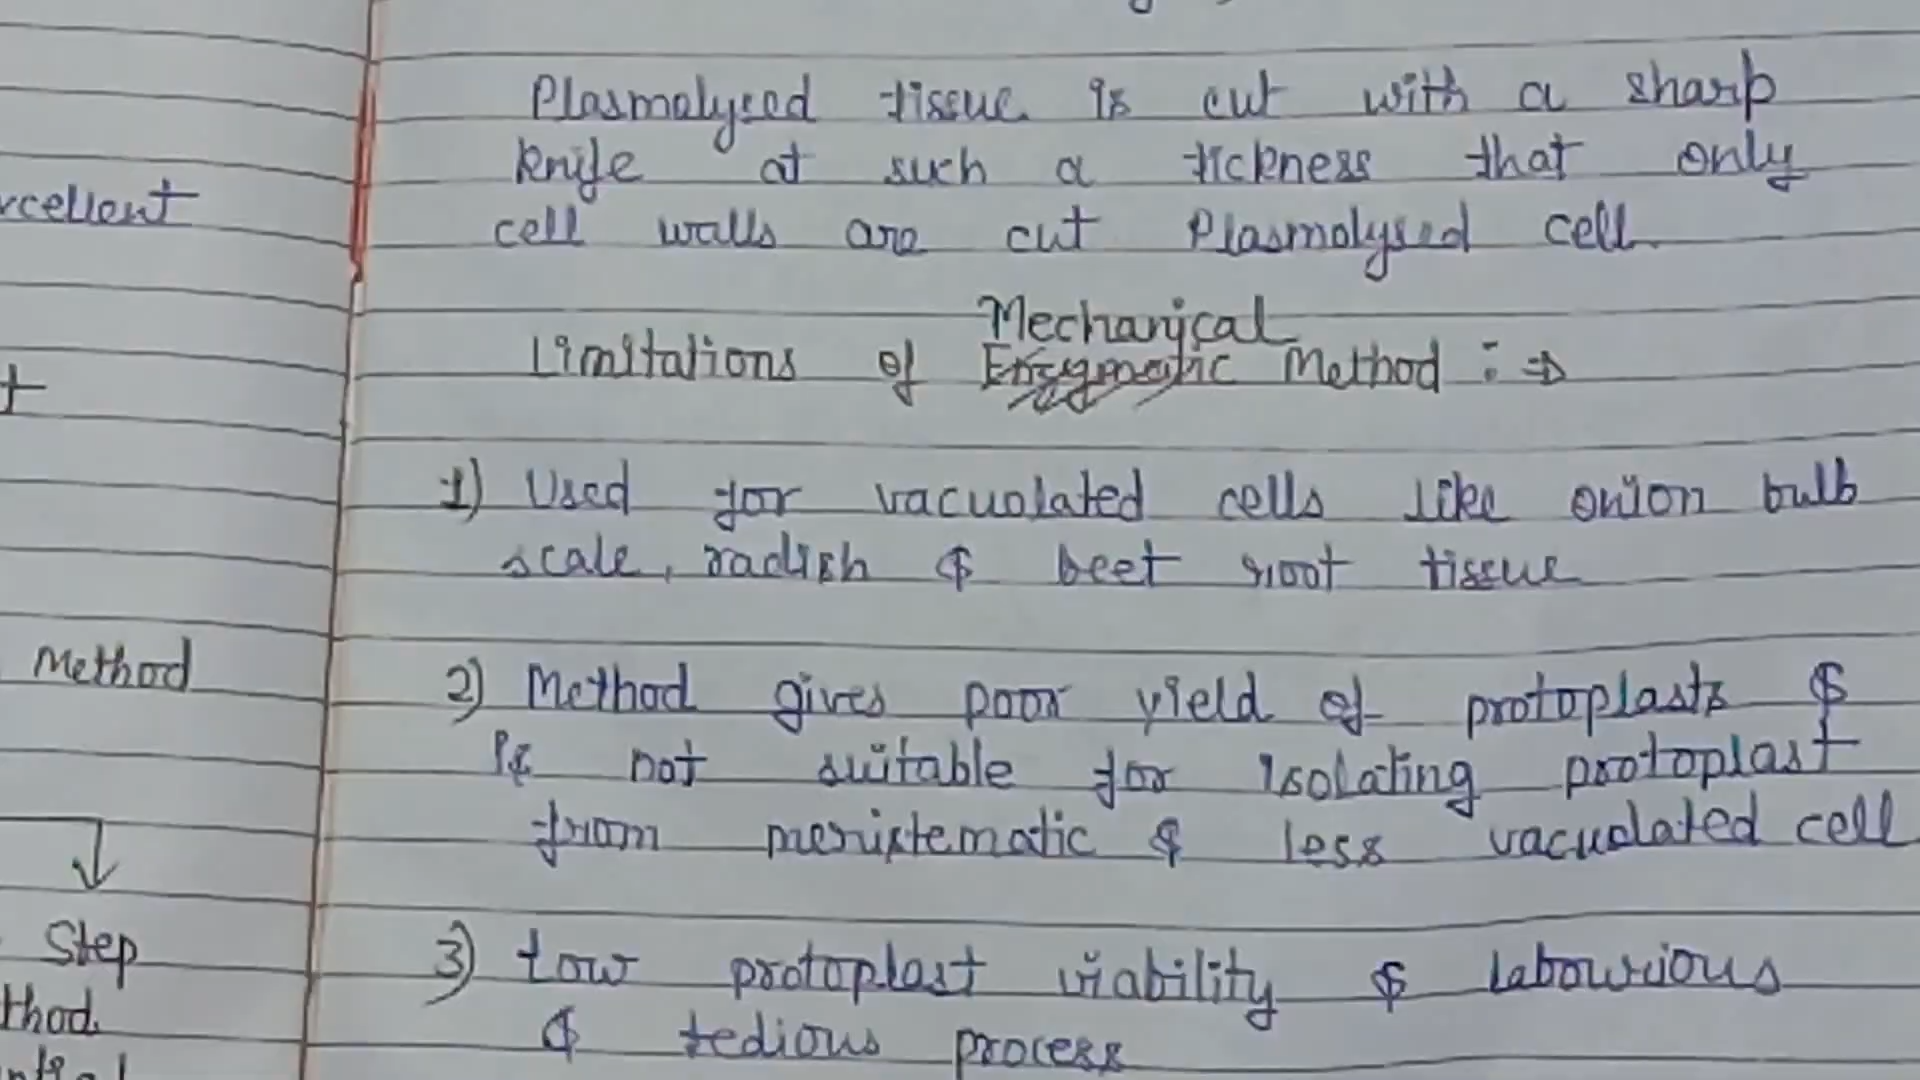 xcellent
t
Method
Step
thod
Plasmolysed tissue is cut with a sharp
knife at such a tickness that only
cell walls are cut Plasmolysed cell.
Mechanical
Limitations of Enzymatic Method : ⇒
1) Used for vacuolated cells like onion bulb
scale, radish & beet root tissue
2) Method gives poor yield of protoplasts &
is not suitable for isolating protoplast
from meristematic & less vacuolated cell
3) Low protoplast viability & labourious
& tedious process